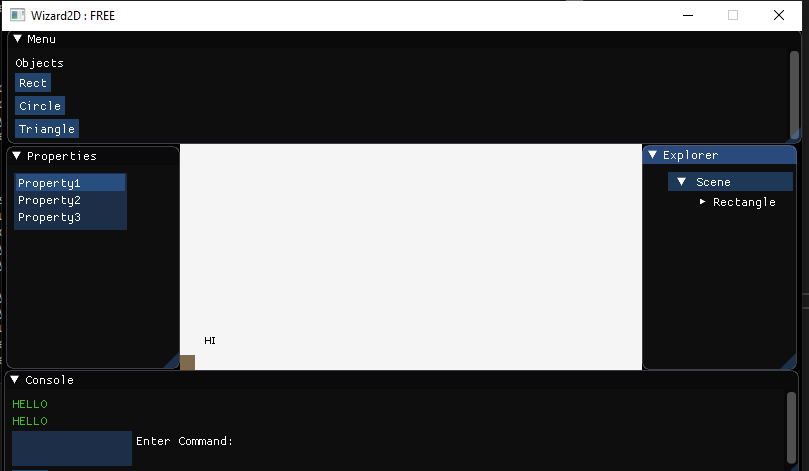 Wizard2D : FREE
Menu
Objects
Rect
Circle
Triangle
Properties
Property1
Property2
Property3
HI
Explorer
Scene
Rectangle
Console
HELLO
HELLO
Enter Command: